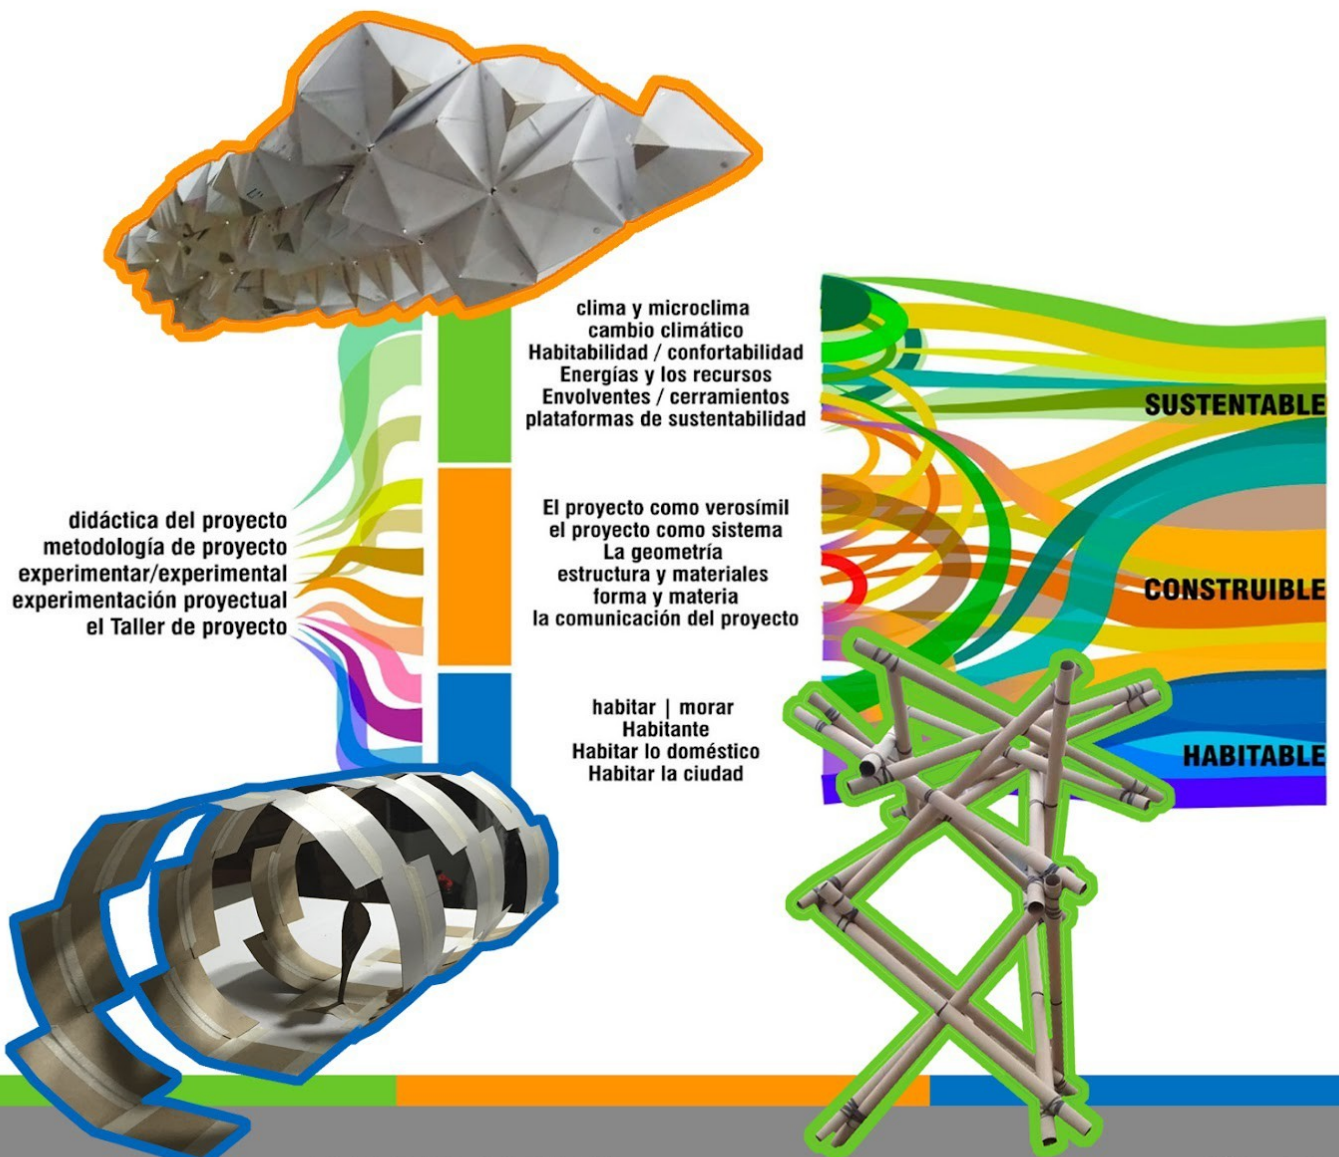 clima y microclima
cambio climático
Habitabilidad / confortabilidad
Energías y los recursos
Envolventes / cerramientos
plataformas de sustentabilidad
SUSTENTABLE
didáctica del proyecto
metodología de proyecto
experimentar/experimental
experimentación proyectual
el Taller de proyecto
El proyecto como verosímil
el proyecto como sistema
La geometría
estructura y materiales
forma y materia
la comunicación del proyecto
CONSTRUIBLE
habitar | morar
Habitante
Habitar lo doméstico
Habitar la ciudad
HABITABLE